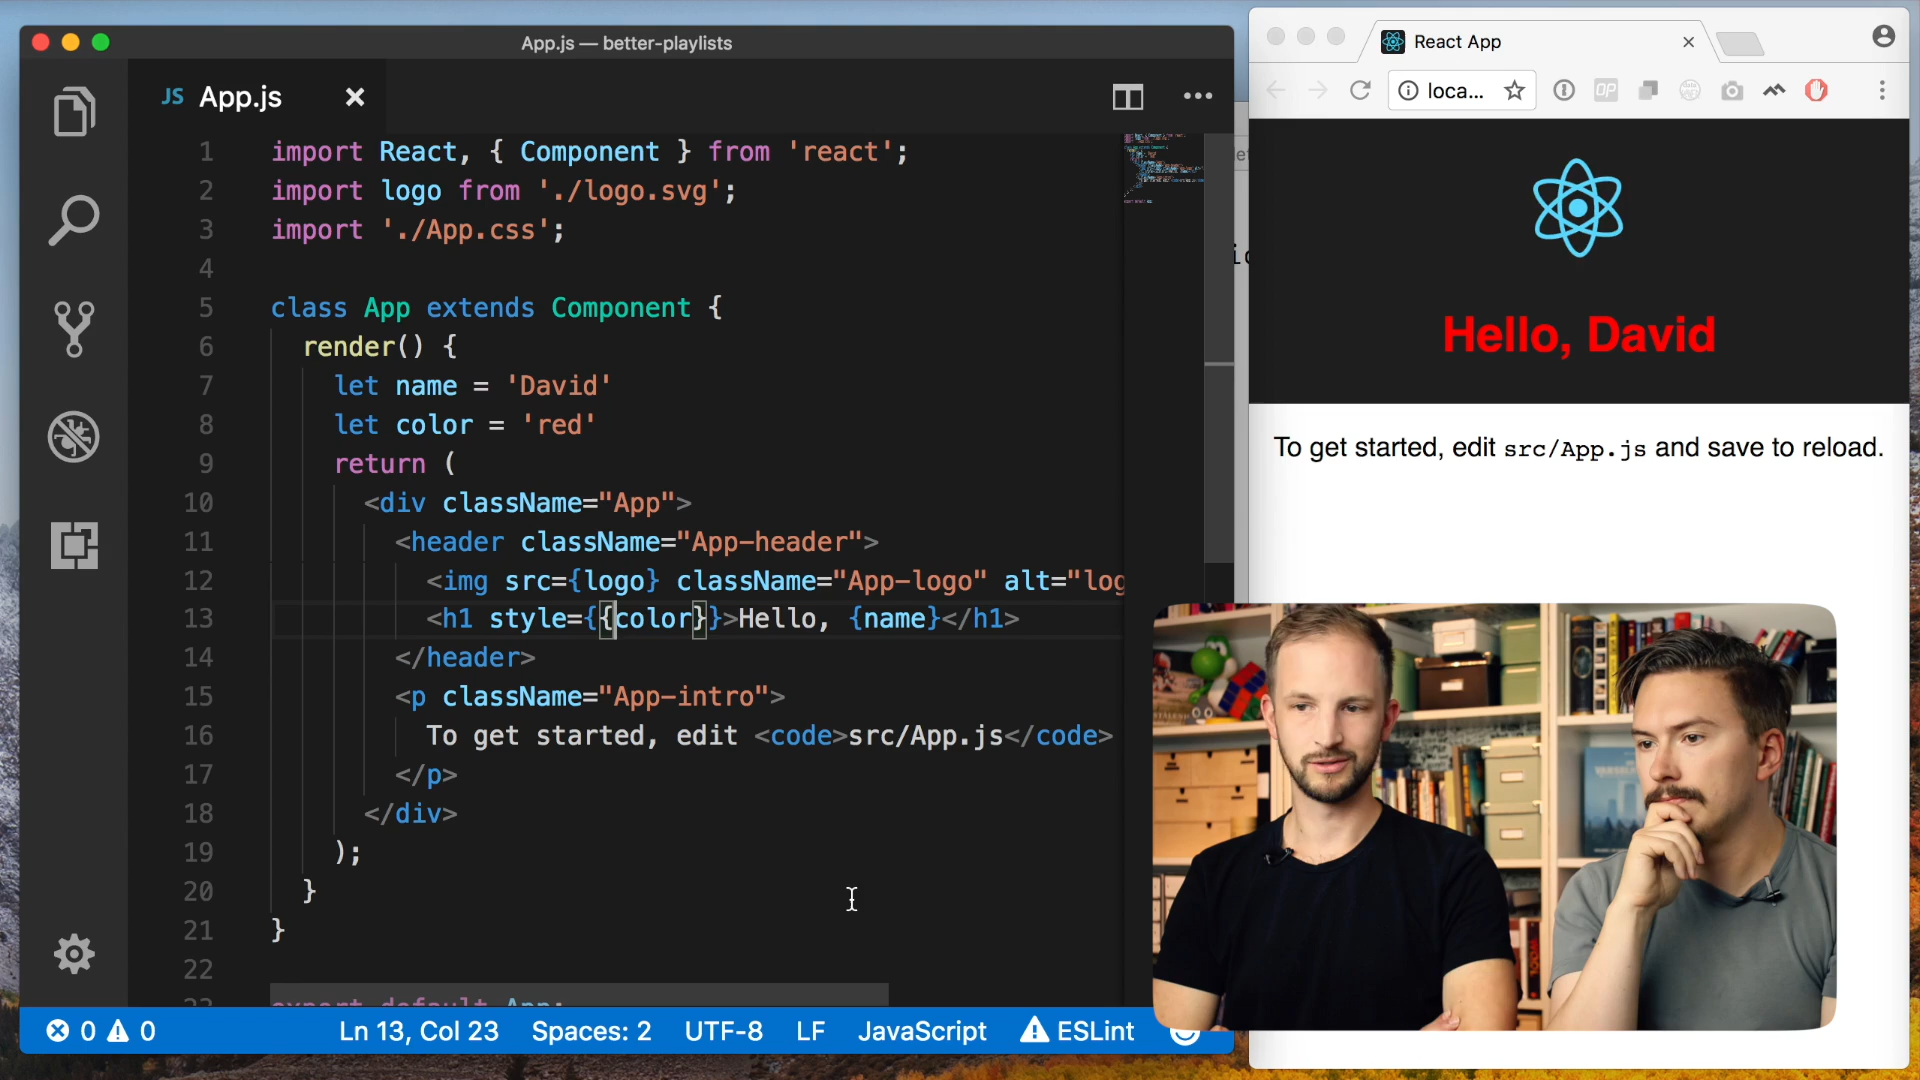 App.js — better-playlists
JS App.js
1 import React, { Component } from 'react';
2 import logo from './logo.svg';
3 import './App.css';
4
5 class App extends Component {
6 render() {
7 let name = 'David'
8 let color = 'red'
9 return (
10 <div className="App">
11 <header className="App-header">
12 <img src={logo} className="App-logo" alt="log
13 <h1 style={{color}}>Hello, {name}</h1>
14 </header>
15 <p className="App-intro">
16 To get started, edit <code>src/App.js</code>
17 </p>
18 </div>
19 );
20 }
21 }
22
23 export default App;
0 0 Ln 13, Col 23 Spaces: 2 UTF-8 LF JavaScript ESLint
React App
loca...
OP
Hello, David
To get started, edit src/App.js and save to reload.